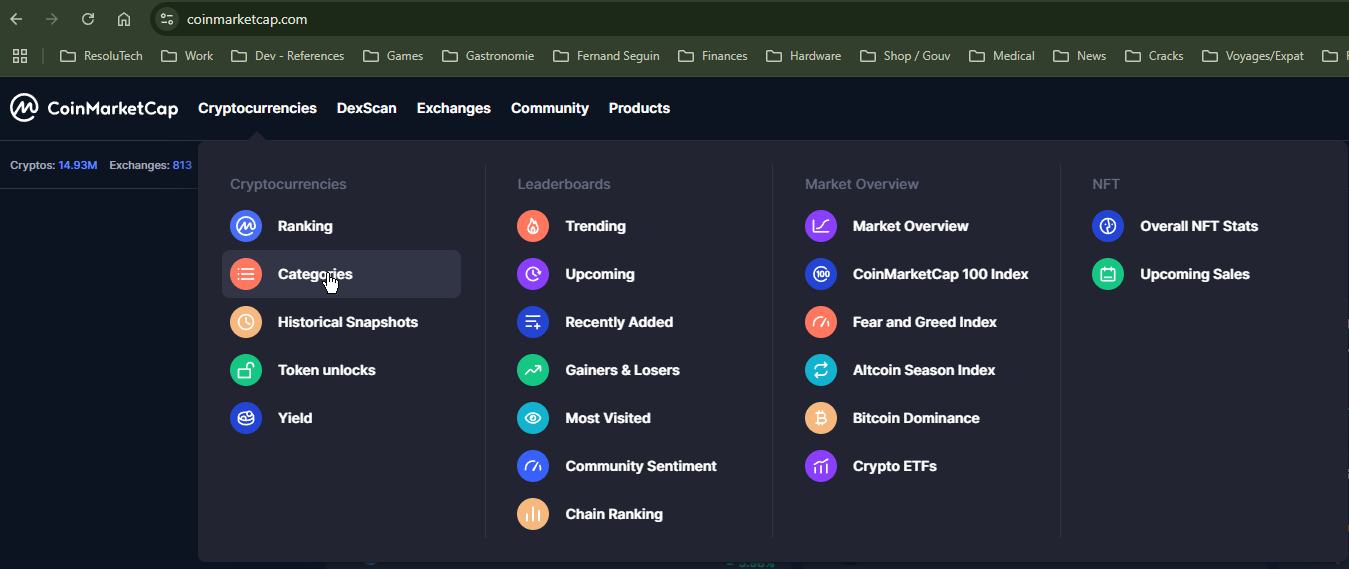 coinmarketcap.com
ResoluTech Work Dev - References Games Gastronomie Fernand Seguin Finances Hardware Shop / Gouv Medical News Cracks Voyages/Expat
CoinMarketCap Cryptocurrencies DexScan Exchanges Community Products
Cryptos: 14.93M Exchanges: 813
Cryptocurrencies
Ranking
Categories
Historical Snapshots
Token unlocks
Yield
Leaderboards
Trending
Upcoming
Recently Added
Gainers & Losers
Most Visited
Community Sentiment
Chain Ranking
Market Overview
Market Overview
100
CoinMarketCap 100 Index
Fear and Greed Index
Altcoin Season Index
Bitcoin Dominance
Crypto ETFs
NFT
Overall NFT Stats
Upcoming Sales